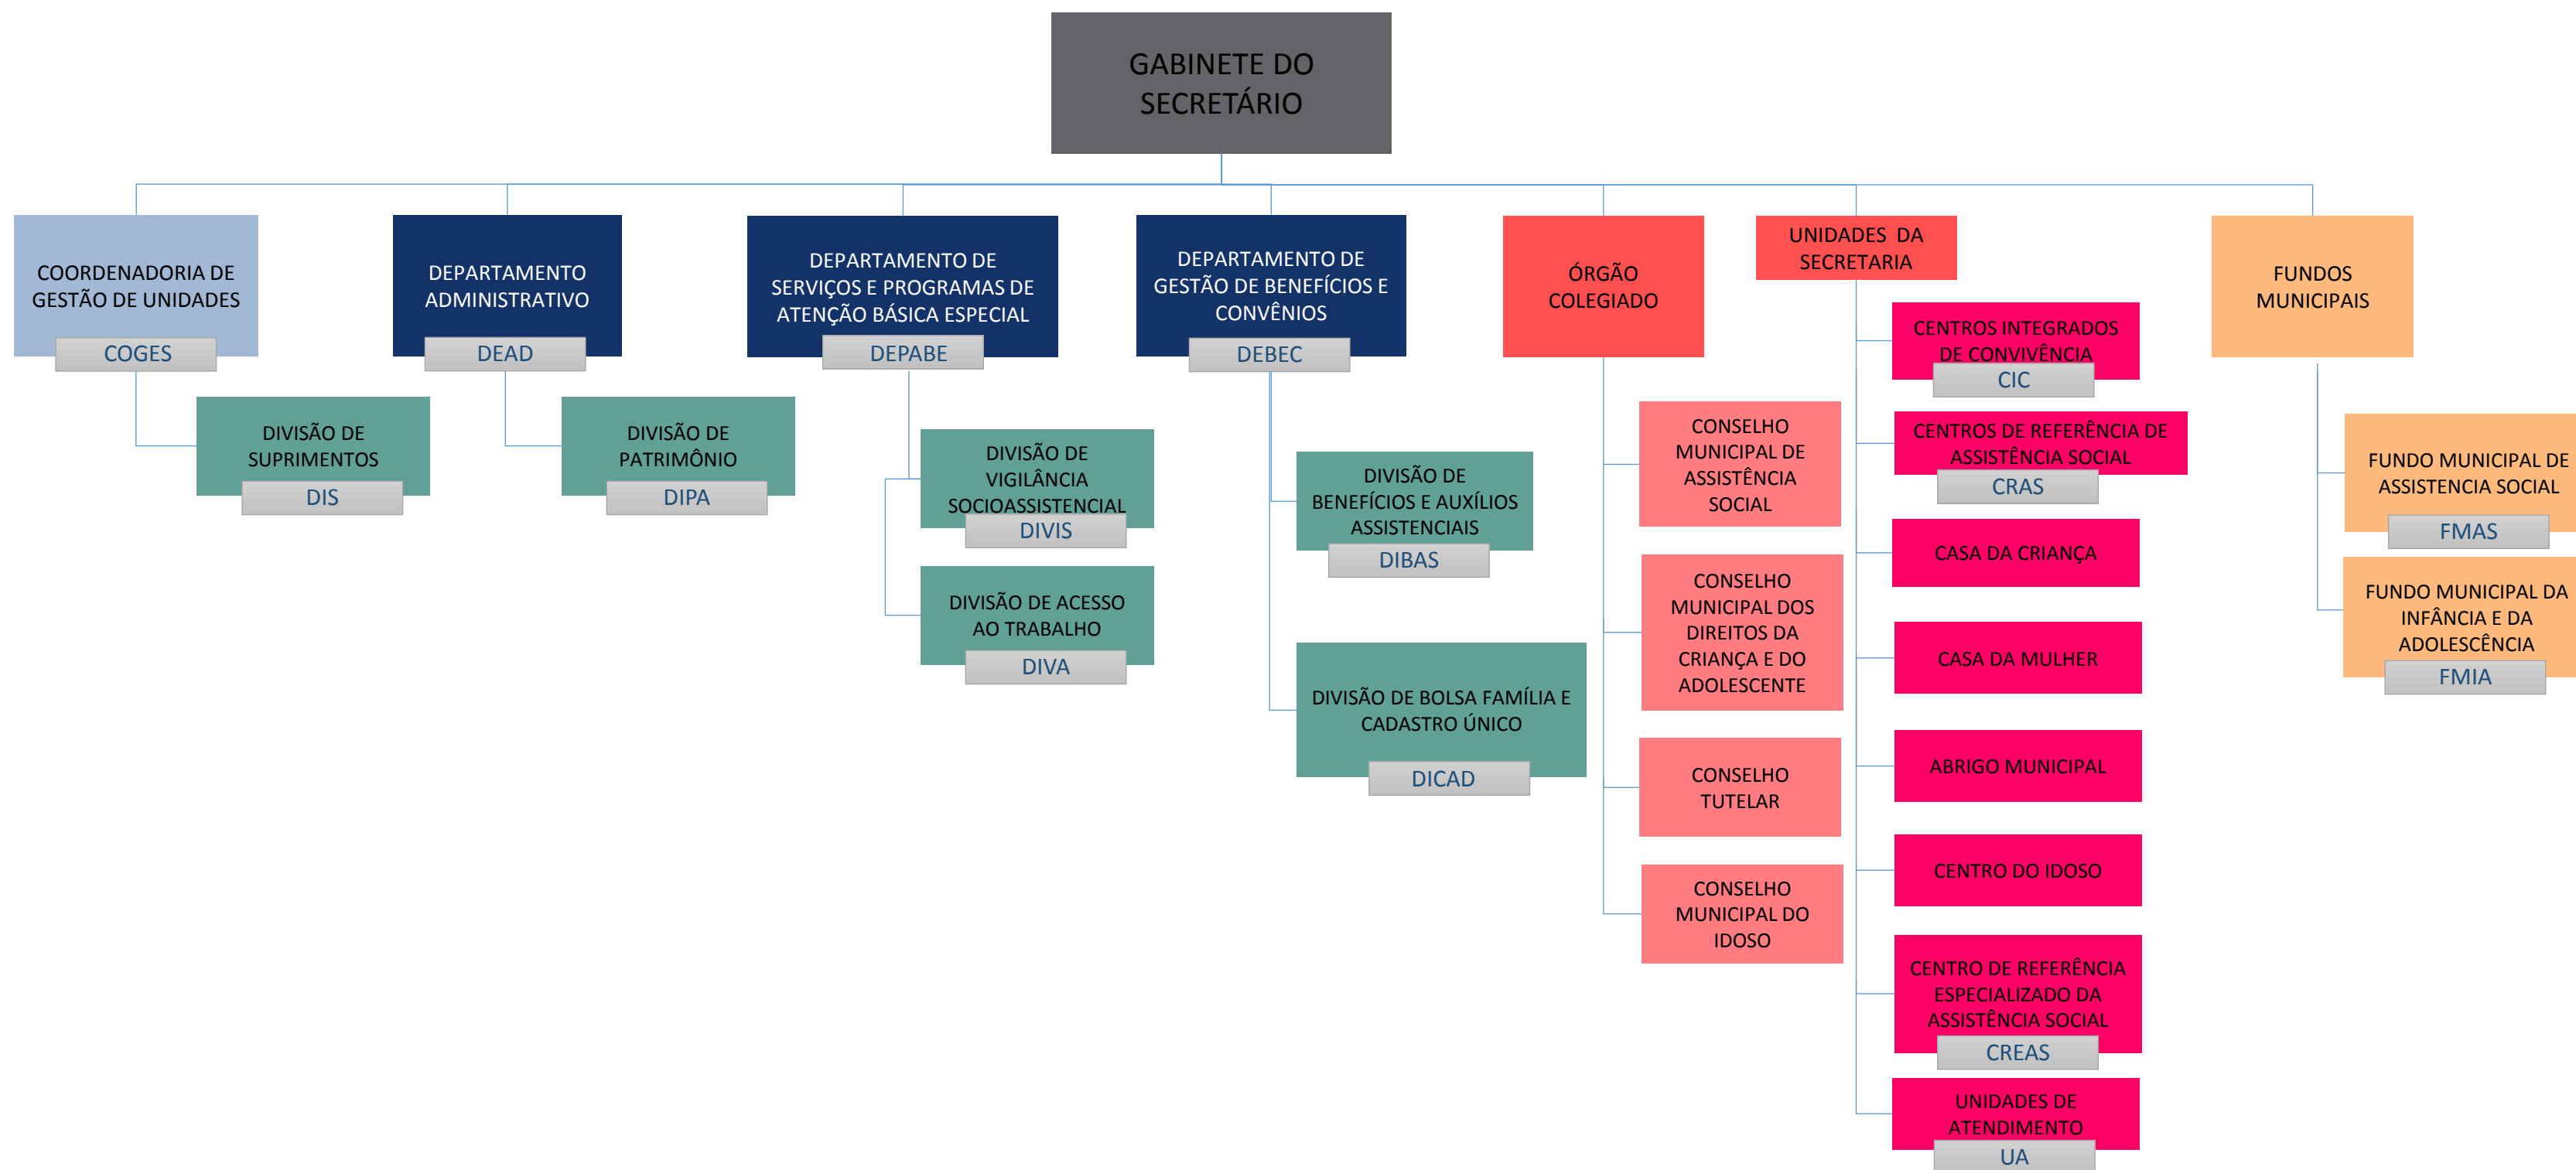 GABINETE DO
SECRETÁRIO
COORDENADORIA DE
GESTÃO DE UNIDADES
COGES
DIVISÃO DE
SUPRIMENTOS
DIS
DEPARTAMENTO
ADMINISTRATIVO
DEAD
DIVISÃO DE
PATRIMÔNIO
DIPA
DEPARTAMENTO DE
SERVIÇOS E PROGRAMAS DE
ATENÇÃO BÁSICA ESPECIAL
DEPABE
DIVISÃO DE
VIGILÂNCIA
SOCIOASSISTENCIAL
DIVIS
DIVISÃO DE ACESSO
AO TRABALHO
DIVA
DEPARTAMENTO DE
GESTÃO DE BENEFÍCIOS E
CONVÊNIOS
DEBEC
DIVISÃO DE
BENEFÍCIOS E AUXÍLIOS
ASSISTENCIAIS
DIBAS
DIVISÃO DE BOLSA FAMÍLIA E
CADASTRO ÚNICO
DICAD
ÓRGÃO
COLEGIADO
CONSELHO
MUNICIPAL DE
ASSISTÊNCIA
SOCIAL
CONSELHO
MUNICIPAL DOS
DIREITOS DA
CRIANÇA E DO
ADOLESCENTE
CONSELHO
TUTELAR
CONSELHO
MUNICIPAL DO
IDOSO
UNIDADES DA
SECRETARIA
CENTROS INTEGRADOS
DE CONVIVÊNCIA
CIC
CENTROS DE REFERÊNCIA DE
ASSISTÊNCIA SOCIAL
CRAS
CASA DA CRIANÇA
CASA DA MULHER
ABRIGO MUNICIPAL
CENTRO DO IDOSO
CENTRO DE REFERÊNCIA
ESPECIALIZADO DA
ASSISTÊNCIA SOCIAL
CREAS
UNIDADES DE
ATENDIMENTO
UA
FUNDOS
MUNICIPAIS
FUNDO MUNICIPAL DE
ASSISTENCIA SOCIAL
FMAS
FUNDO MUNICIPAL DA
INFÂNCIA E DA
ADOLESCÊNCIA
FMIA